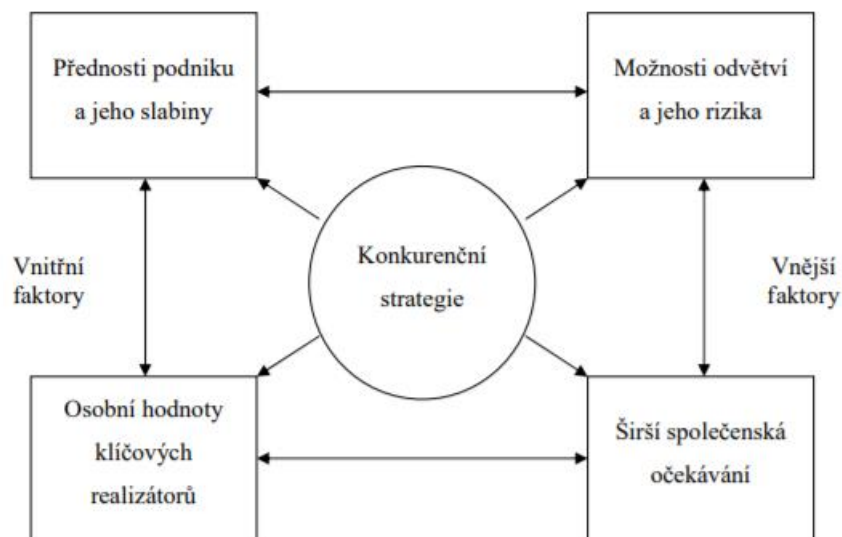 Přednosti podniku
a jeho slabiny
Možnosti odvětví
a jeho rizika
Konkurenční
strategie
Vnitřní
faktory
Vnější
faktory
Osobní hodnoty
klíčových
realizátorů
Širší společenská
očekávání